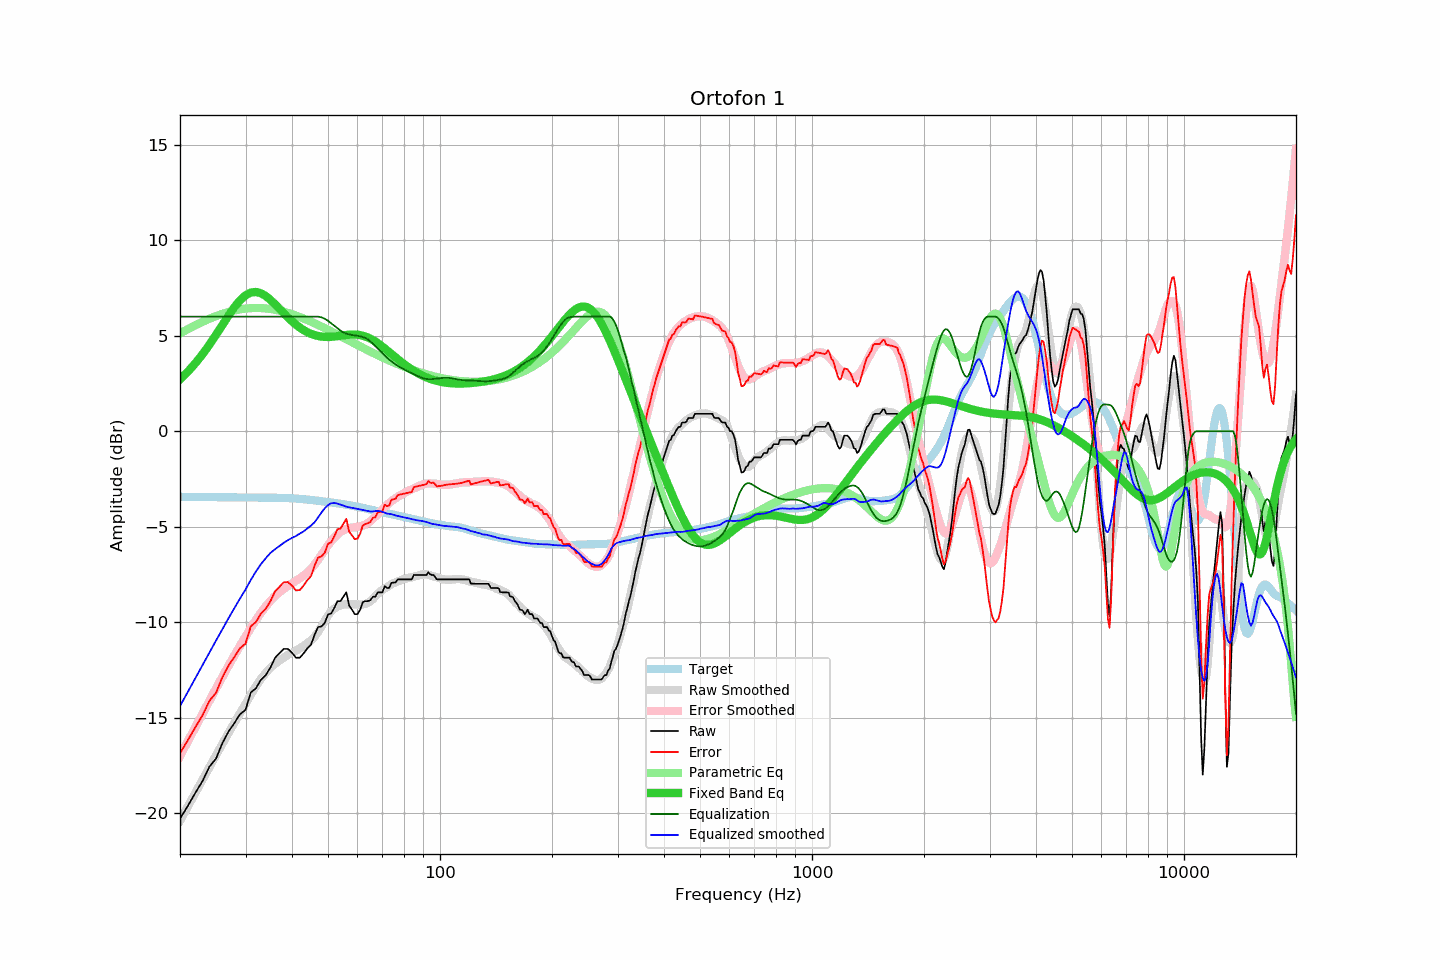 Ortofon 1
15
10
5
0
−5
−10
−15
−20
Amplitude (dBr)
Target
Raw Smoothed
Error Smoothed
Raw
Error
Parametric Eq
Fixed Band Eq
Equalization
Equalized smoothed
100
1000
10000
Frequency (Hz)